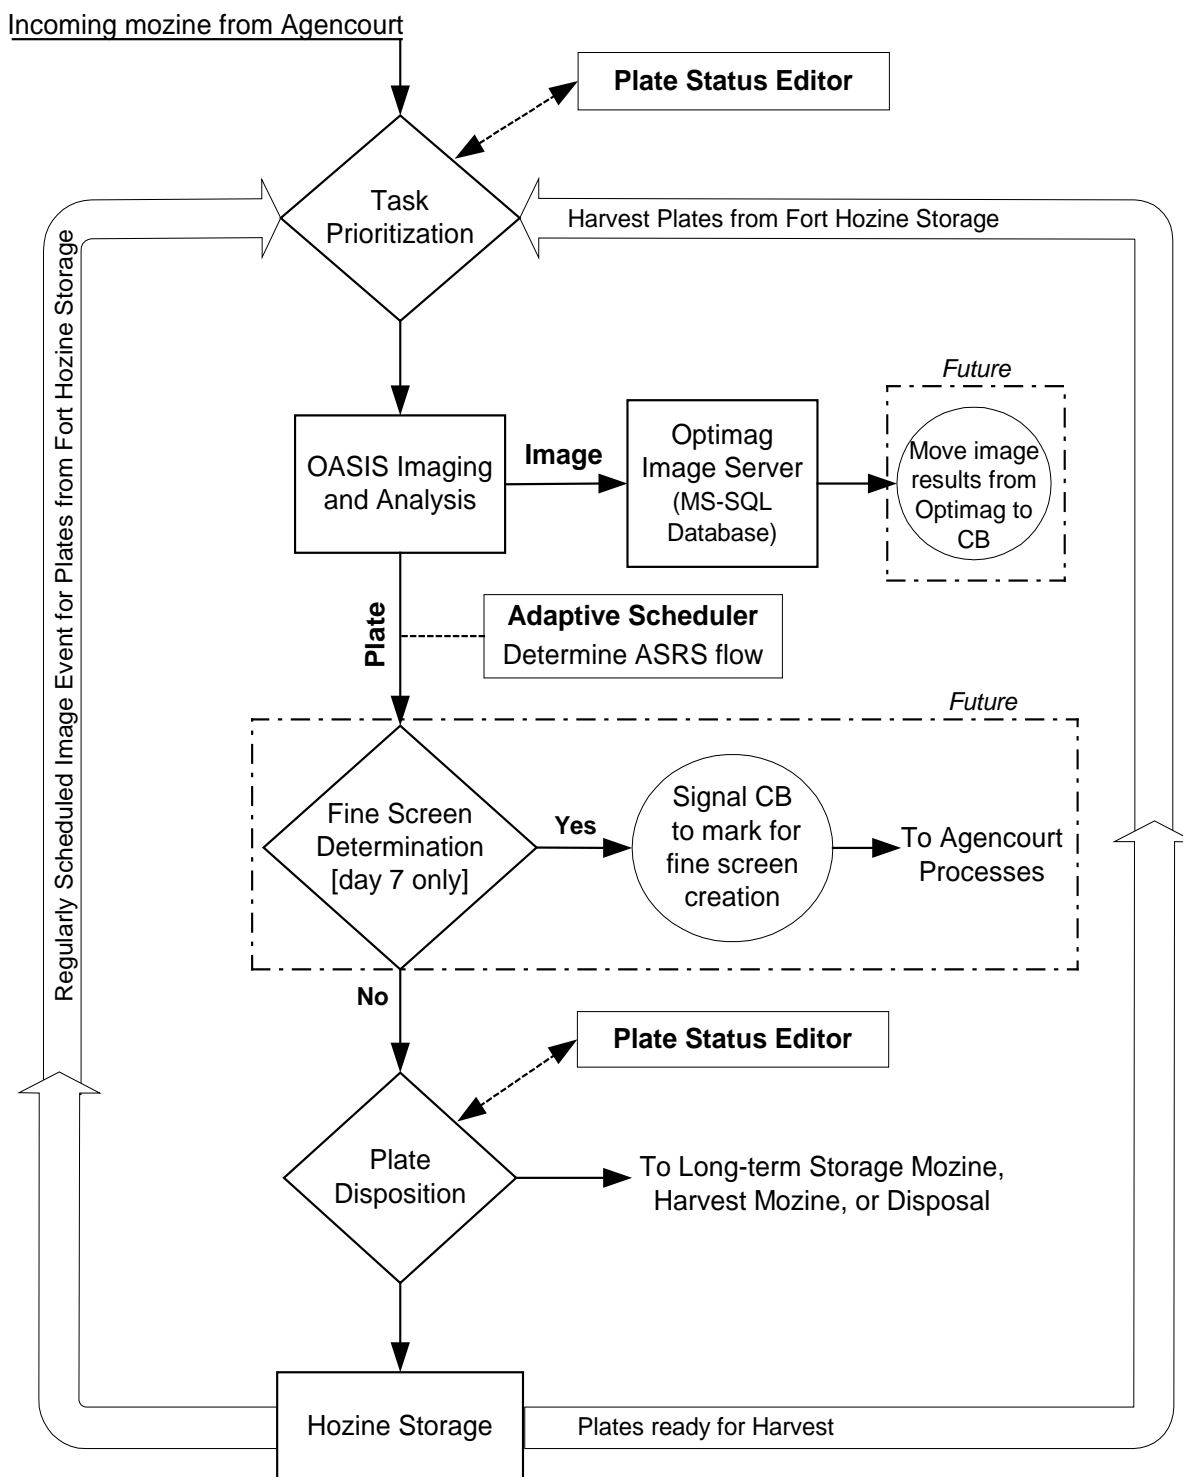 Incoming mozine from Agencourt
Plate Status Editor
Task
Prioritization
Harvest Plates from Fort Hozine Storage
Regularly Scheduled Image Event for Plates from Fort Hozine Storage
Future
OASIS Imaging
and Analysis
Image
Optimag
Image Server
(MS-SQL
Database)
Move image
results from
Optimag to
CB
Plate
Adaptive Scheduler
Determine ASRS flow
Future
Fine Screen
Determination
[day 7 only]
Yes
Signal CB
to mark for
fine screen
creation
To Agencourt
Processes
No
Plate Status Editor
Plate
Disposition
To Long-term Storage Mozine,
Harvest Mozine, or Disposal
Hozine Storage
Plates ready for Harvest